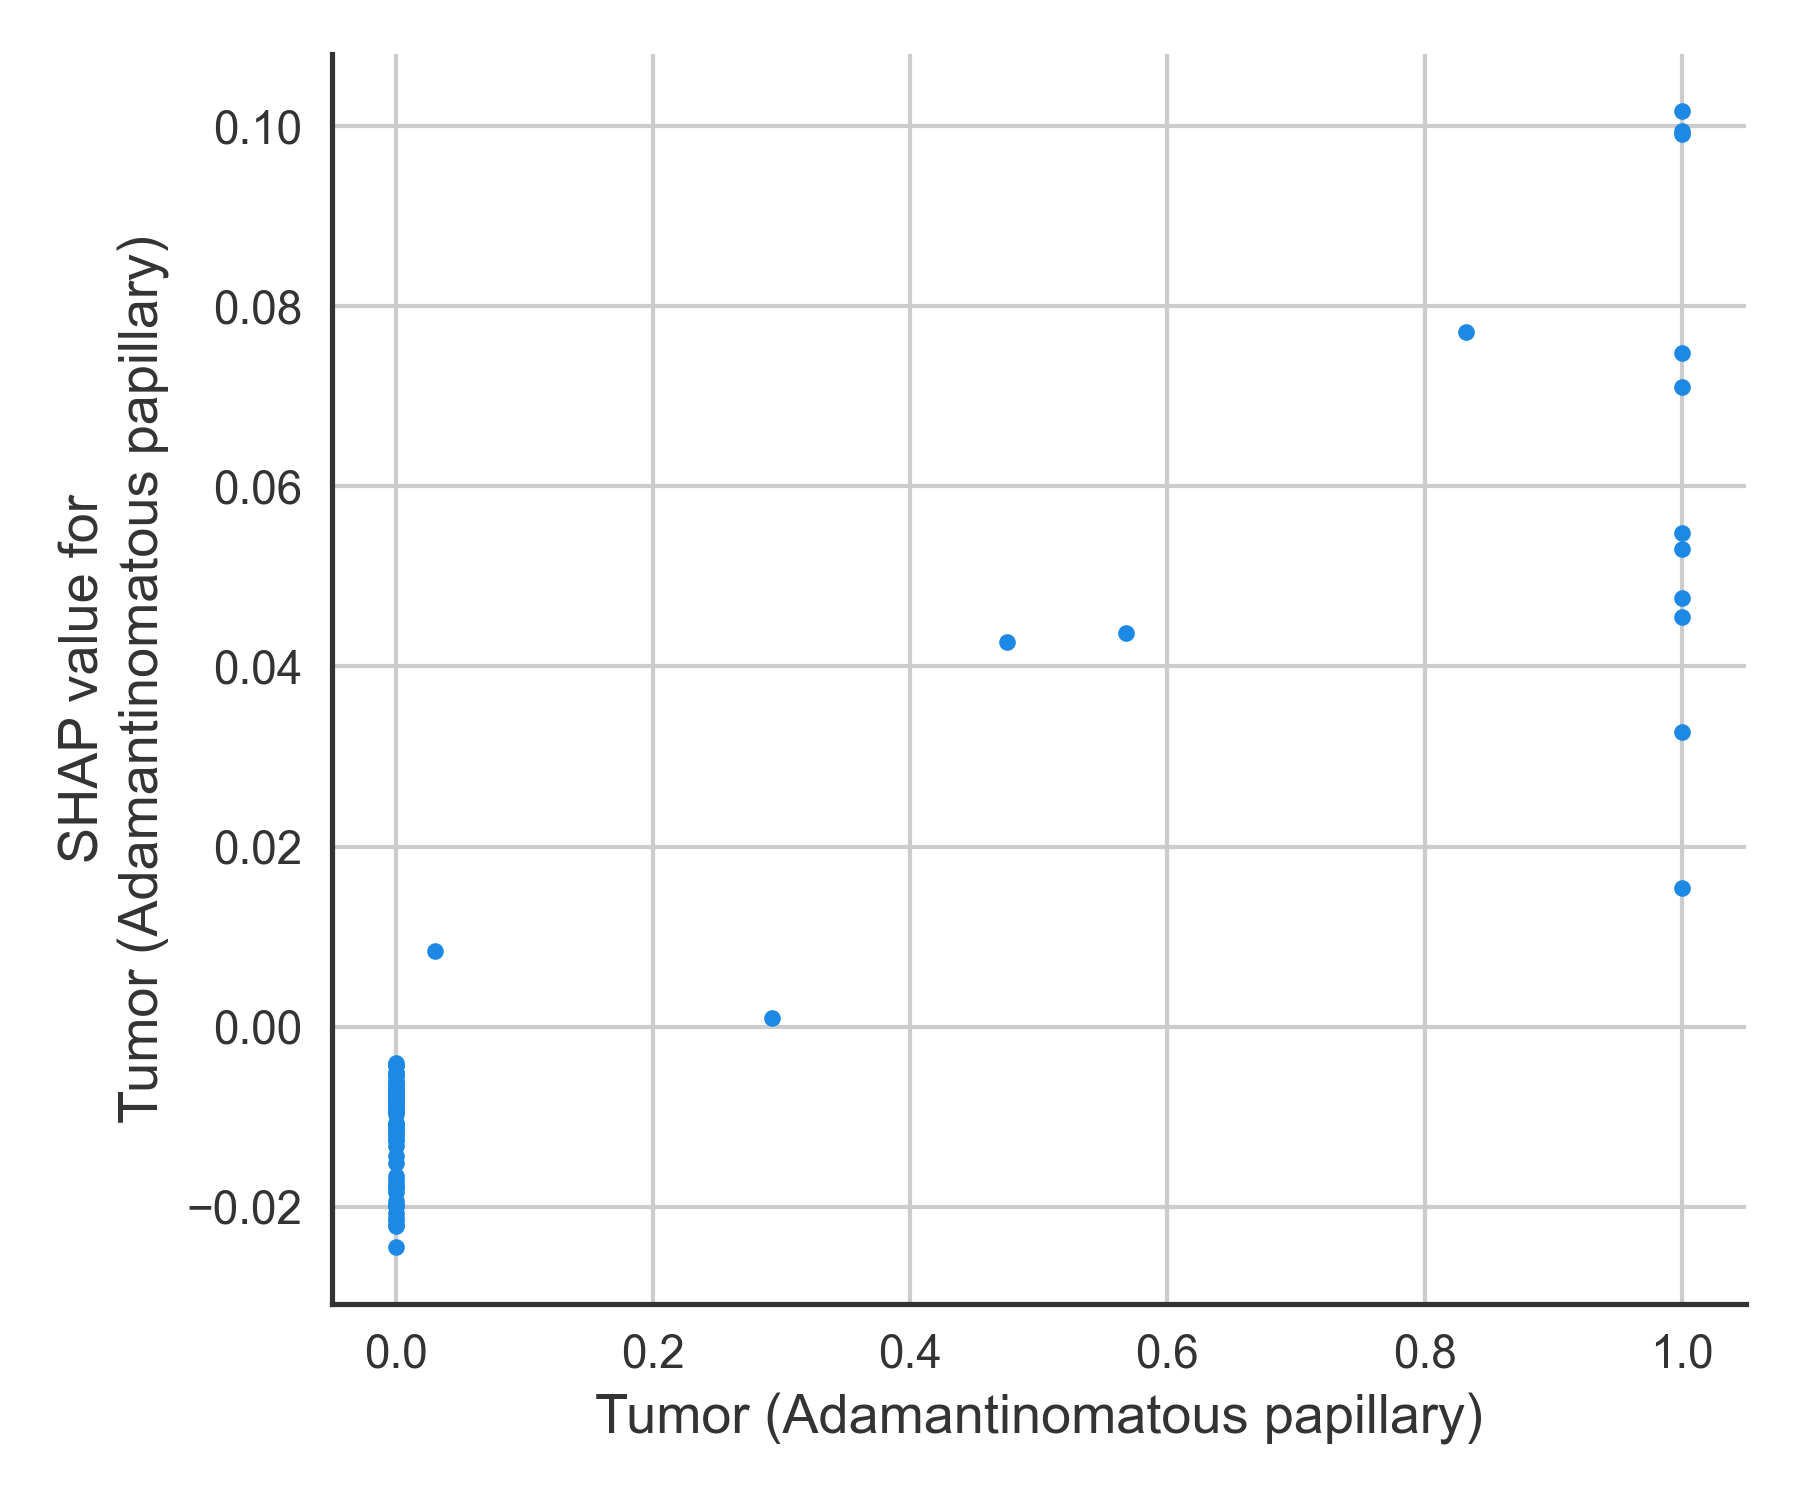 SHAP value for
Tumor (Adamantinomatous papillary)
0.10
0.08
0.06
0.04
0.02
0.00
−0.02
0.0 0.2 0.4 0.6 0.8 1.0
Tumor (Adamantinomatous papillary)